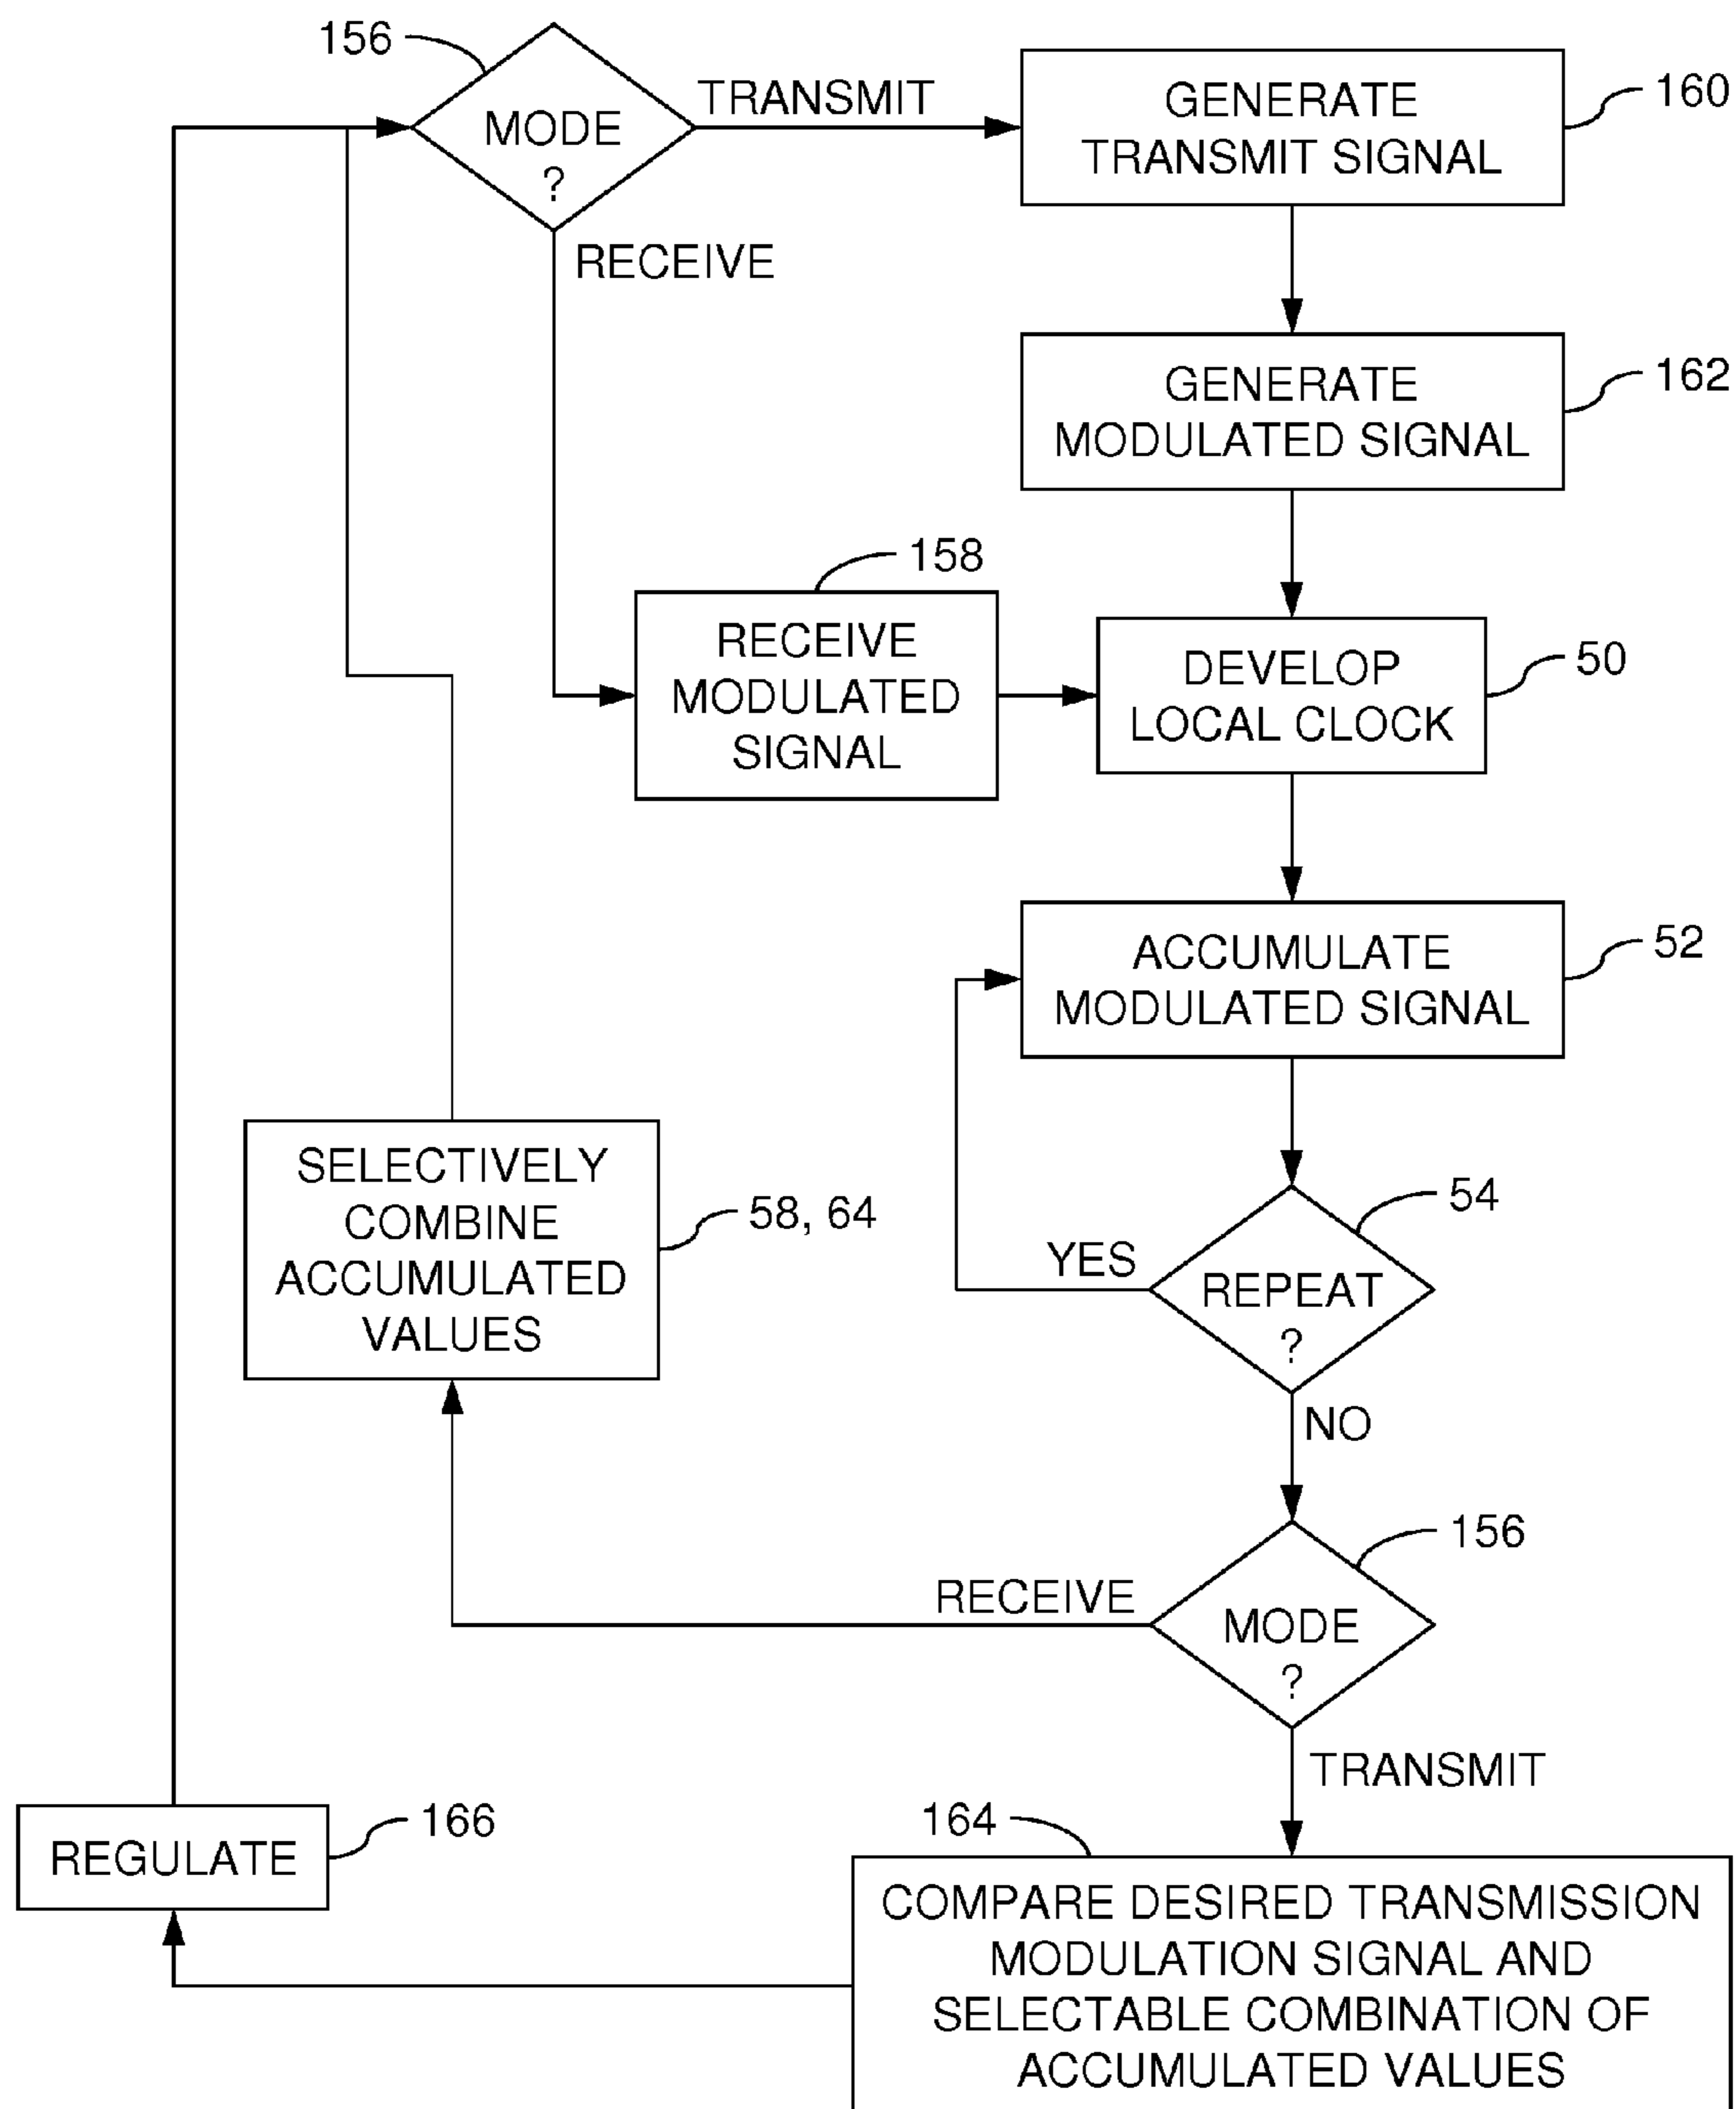 156
MODE
?
TRANSMIT
RECEIVE
GENERATE
TRANSMIT SIGNAL
160
GENERATE
MODULATED SIGNAL
162
158
RECEIVE
MODULATED
SIGNAL
DEVELOP
LOCAL CLOCK
50
ACCUMULATE
MODULATED SIGNAL
52
SELECTIVELY
COMBINE
ACCUMULATED
VALUES
58, 64
54
YES
REPEAT
?
NO
156
RECEIVE
MODE
?
TRANSMIT
REGULATE
166
164
COMPARE DESIRED TRANSMISSION
MODULATION SIGNAL AND
SELECTABLE COMBINATION OF
ACCUMULATED VALUES